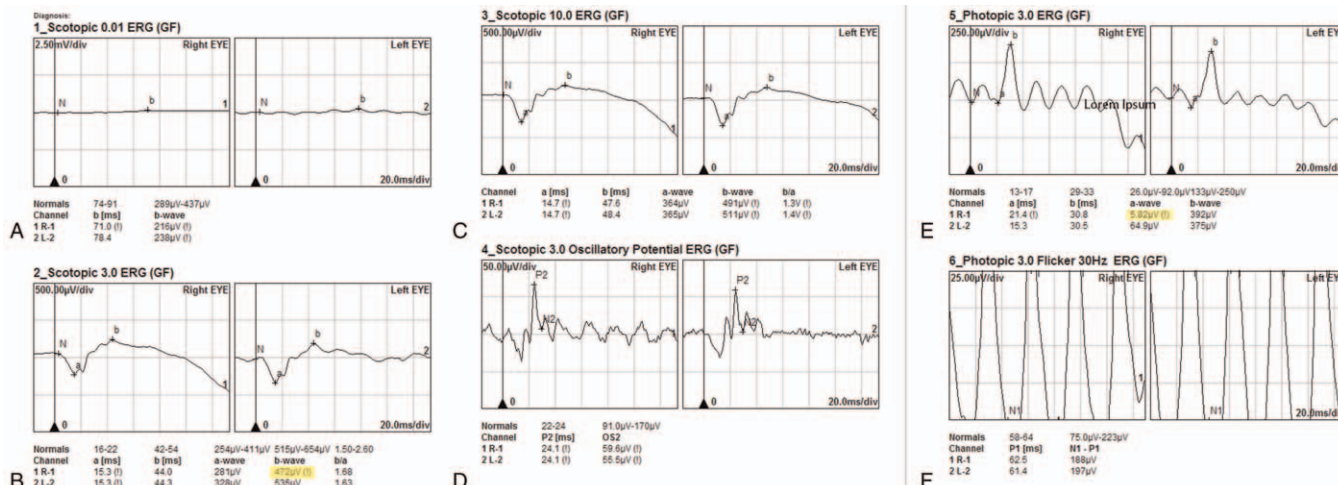 Diagnosis:
1_Scotopic 0.01 ERG (GF)
2.50mV/div Right EYE Left EYE
N b 1 N b 2
0 0 20.0ms/div
Normals 74-91 289µV-437µV
Channel b [ms] b-wave
1 R-1 71.0 (!) 216µV (!)
2 L-2 78.4 238µV (!)
A
2_Scotopic 3.0 ERG (GF)
500.00µV/div Right EYE Left EYE
N a b 1 N a b 2
0 0 20.0ms/div
Normals 16-22 42-54 254µV-411µV 515µV-654µV 1.50-2.60
Channel a [ms] b [ms] a-wave b-wave b/a
1 R-1 15.3 (!) 44.0 281µV 472µV (!) 1.68
2 L-2 15.3 (!) 44.3 328µV 535µV 1.63
B
3_Scotopic 10.0 ERG (GF)
500.00µV/div Right EYE Left EYE
N a b 1 N a b 2
0 0 20.0ms/div
Channel a [ms] b [ms] a-wave b-wave b/a
1 R-1 14.7 (!) 47.6 364µV 491µV (!) 1.3V (!)
2 L-2 14.7 (!) 48.4 365µV 511µV (!) 1.4V (!)
C
4_Scotopic 3.0 Oscillatory Potential ERG (GF)
50.00µV/div Right EYE Left EYE
P2 N2 1 P2 N2 2
0 0 20.0ms/div
Normals 22-24 91.0µV-170µV
Channel P2 [ms] OS2
1 R-1 24.1 (!) 59.6µV (!)
2 L-2 24.1 (!) 55.5µV (!)
D
5_Photopic 3.0 ERG (GF)
250.00µV/div Right EYE Left EYE
N a b 1 N a b 2
Lorem Ipsum
0 0 20.0ms/div
Normals 13-17 29-33 26.0µV-92.0µV 133µV-250µV
Channel a [ms] b [ms] a-wave b-wave
1 R-1 21.4 (!) 30.8 5.82µV (!) 392µV
2 L-2 15.3 30.5 64.9µV 375µV
E
6_Photopic 3.0 Flicker 30Hz ERG (GF)
25.00µV/div Right EYE Left EYE
N1 1 N1
0 0 20.0ms/div
Normals 58-64 75.0µV-223µV
Channel P1 [ms] N1 - P1
1 R-1 62.5 188µV
2 L-2 61.4 197µV
F